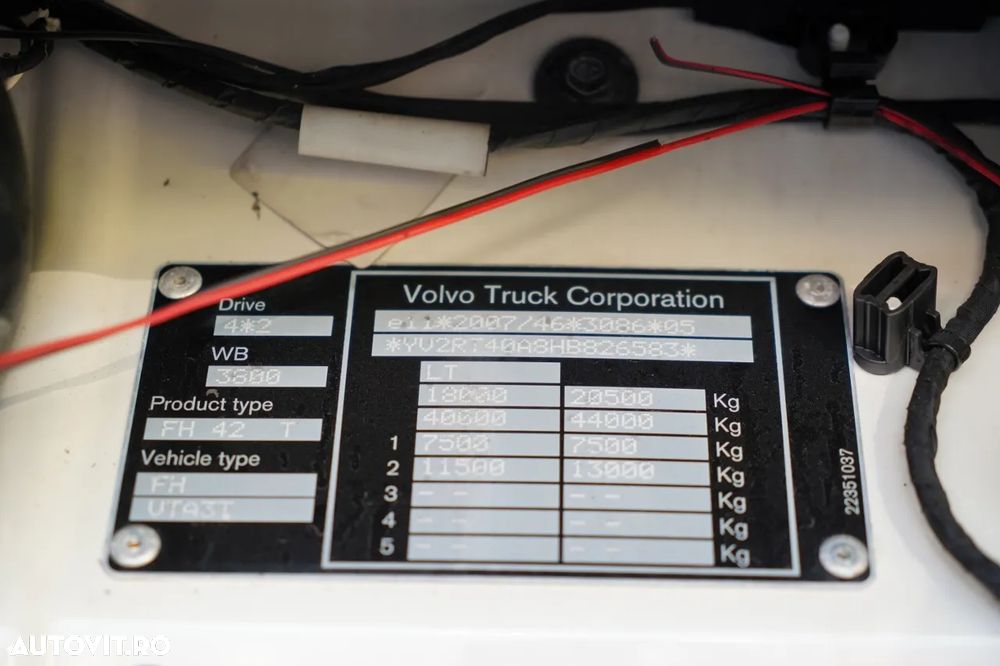 Drive
4*2
WB
3800
Product type
FH 42 T
Vehicle type
FH
VTA3T
Volvo Truck Corporation
e11*2007/46*3086*05
*YV2RT40A8HB826583*
LT
18000 20500 Kg
40000 44000 Kg
1 7500 7500 Kg
2 11500 13000 Kg
3 - - - - Kg
4 - - - - Kg
5 - - - - Kg
22351037
AUTOVIT.RO